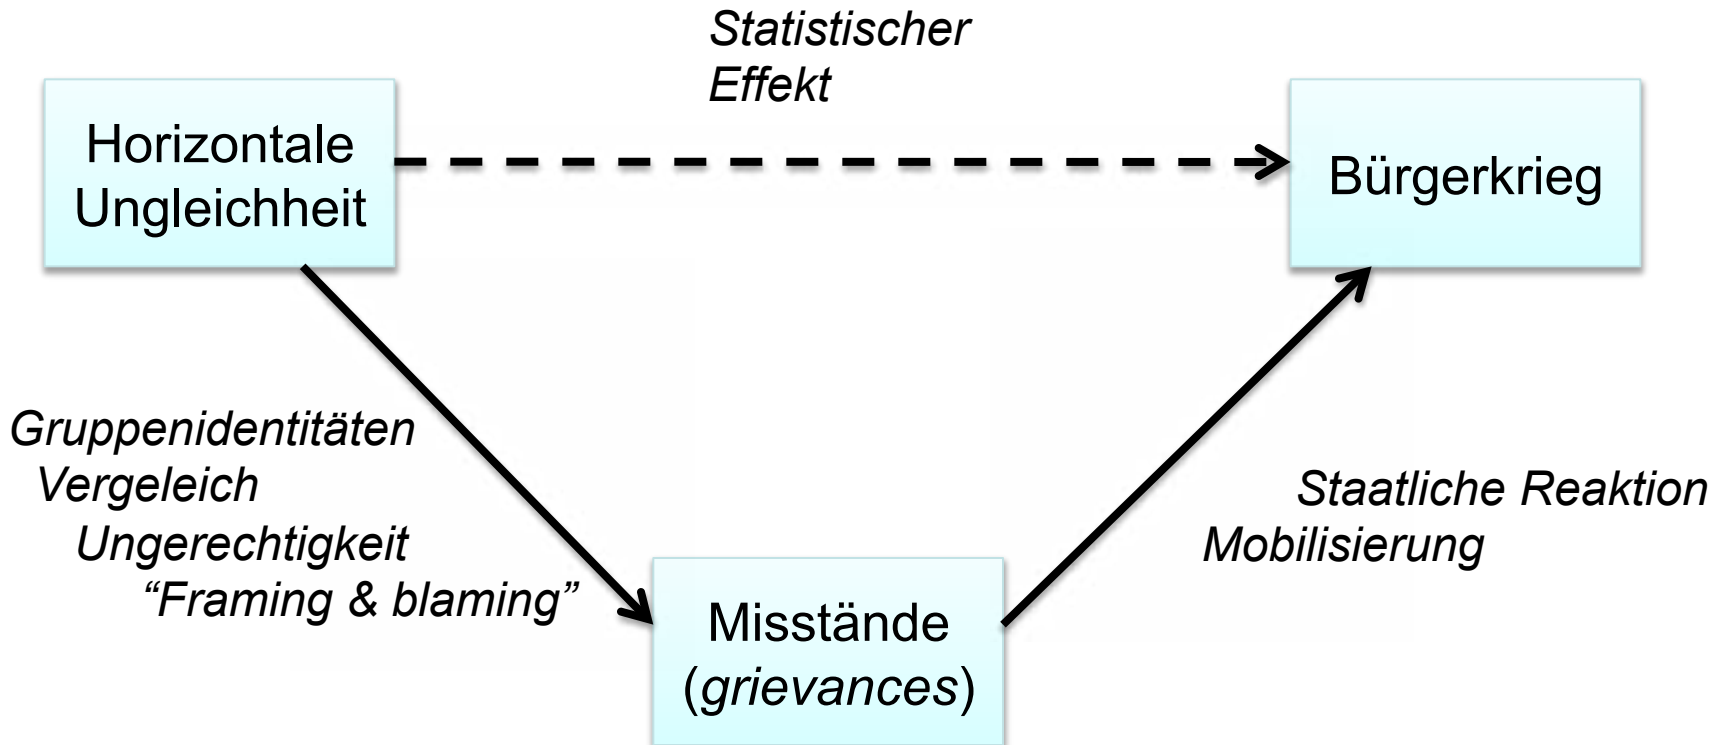 Statistischer
Effekt
Horizontale
Ungleichheit
Bürgerkrieg
Gruppenidentitäten
Vergeleich
Ungerechtigkeit
“Framing & blaming”
Staatliche Reaktion
Mobilisierung
Misstände
(grievances)